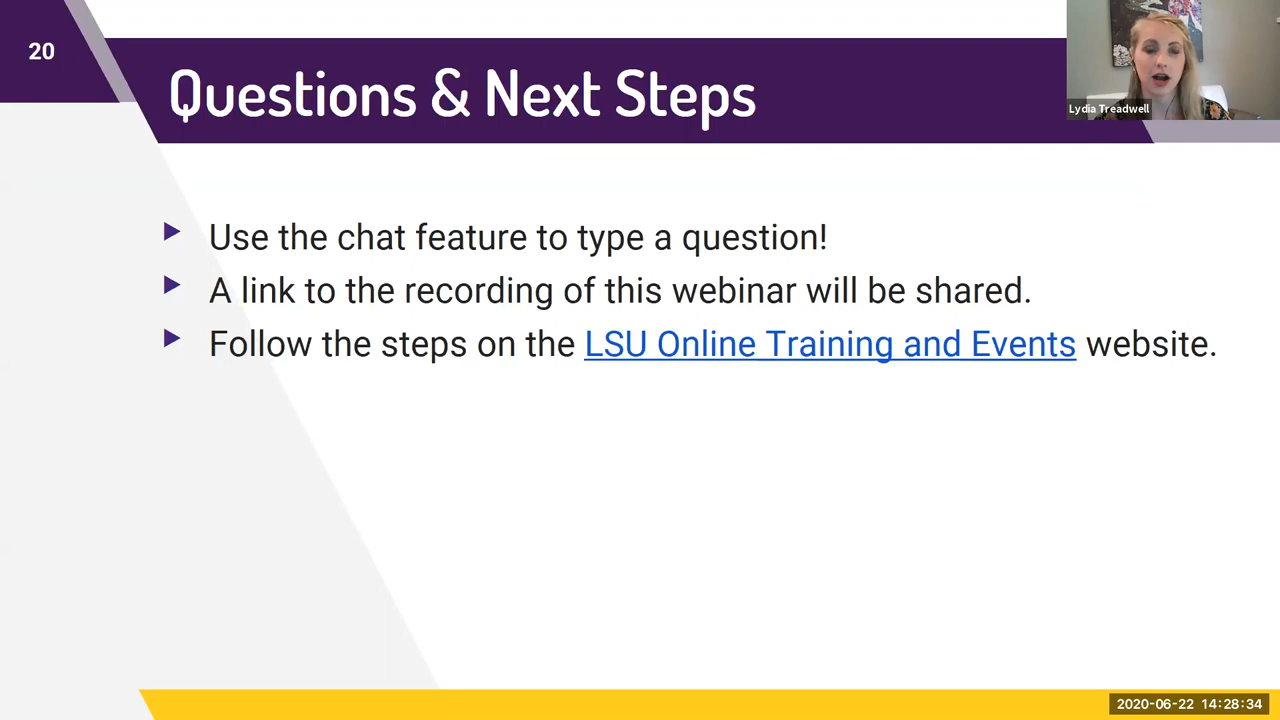 20
Questions & Next Steps
Lydia Treadwell
Use the chat feature to type a question!
A link to the recording of this webinar will be shared.
Follow the steps on the LSU Online Training and Events website.
2020-06-22 14:28:34